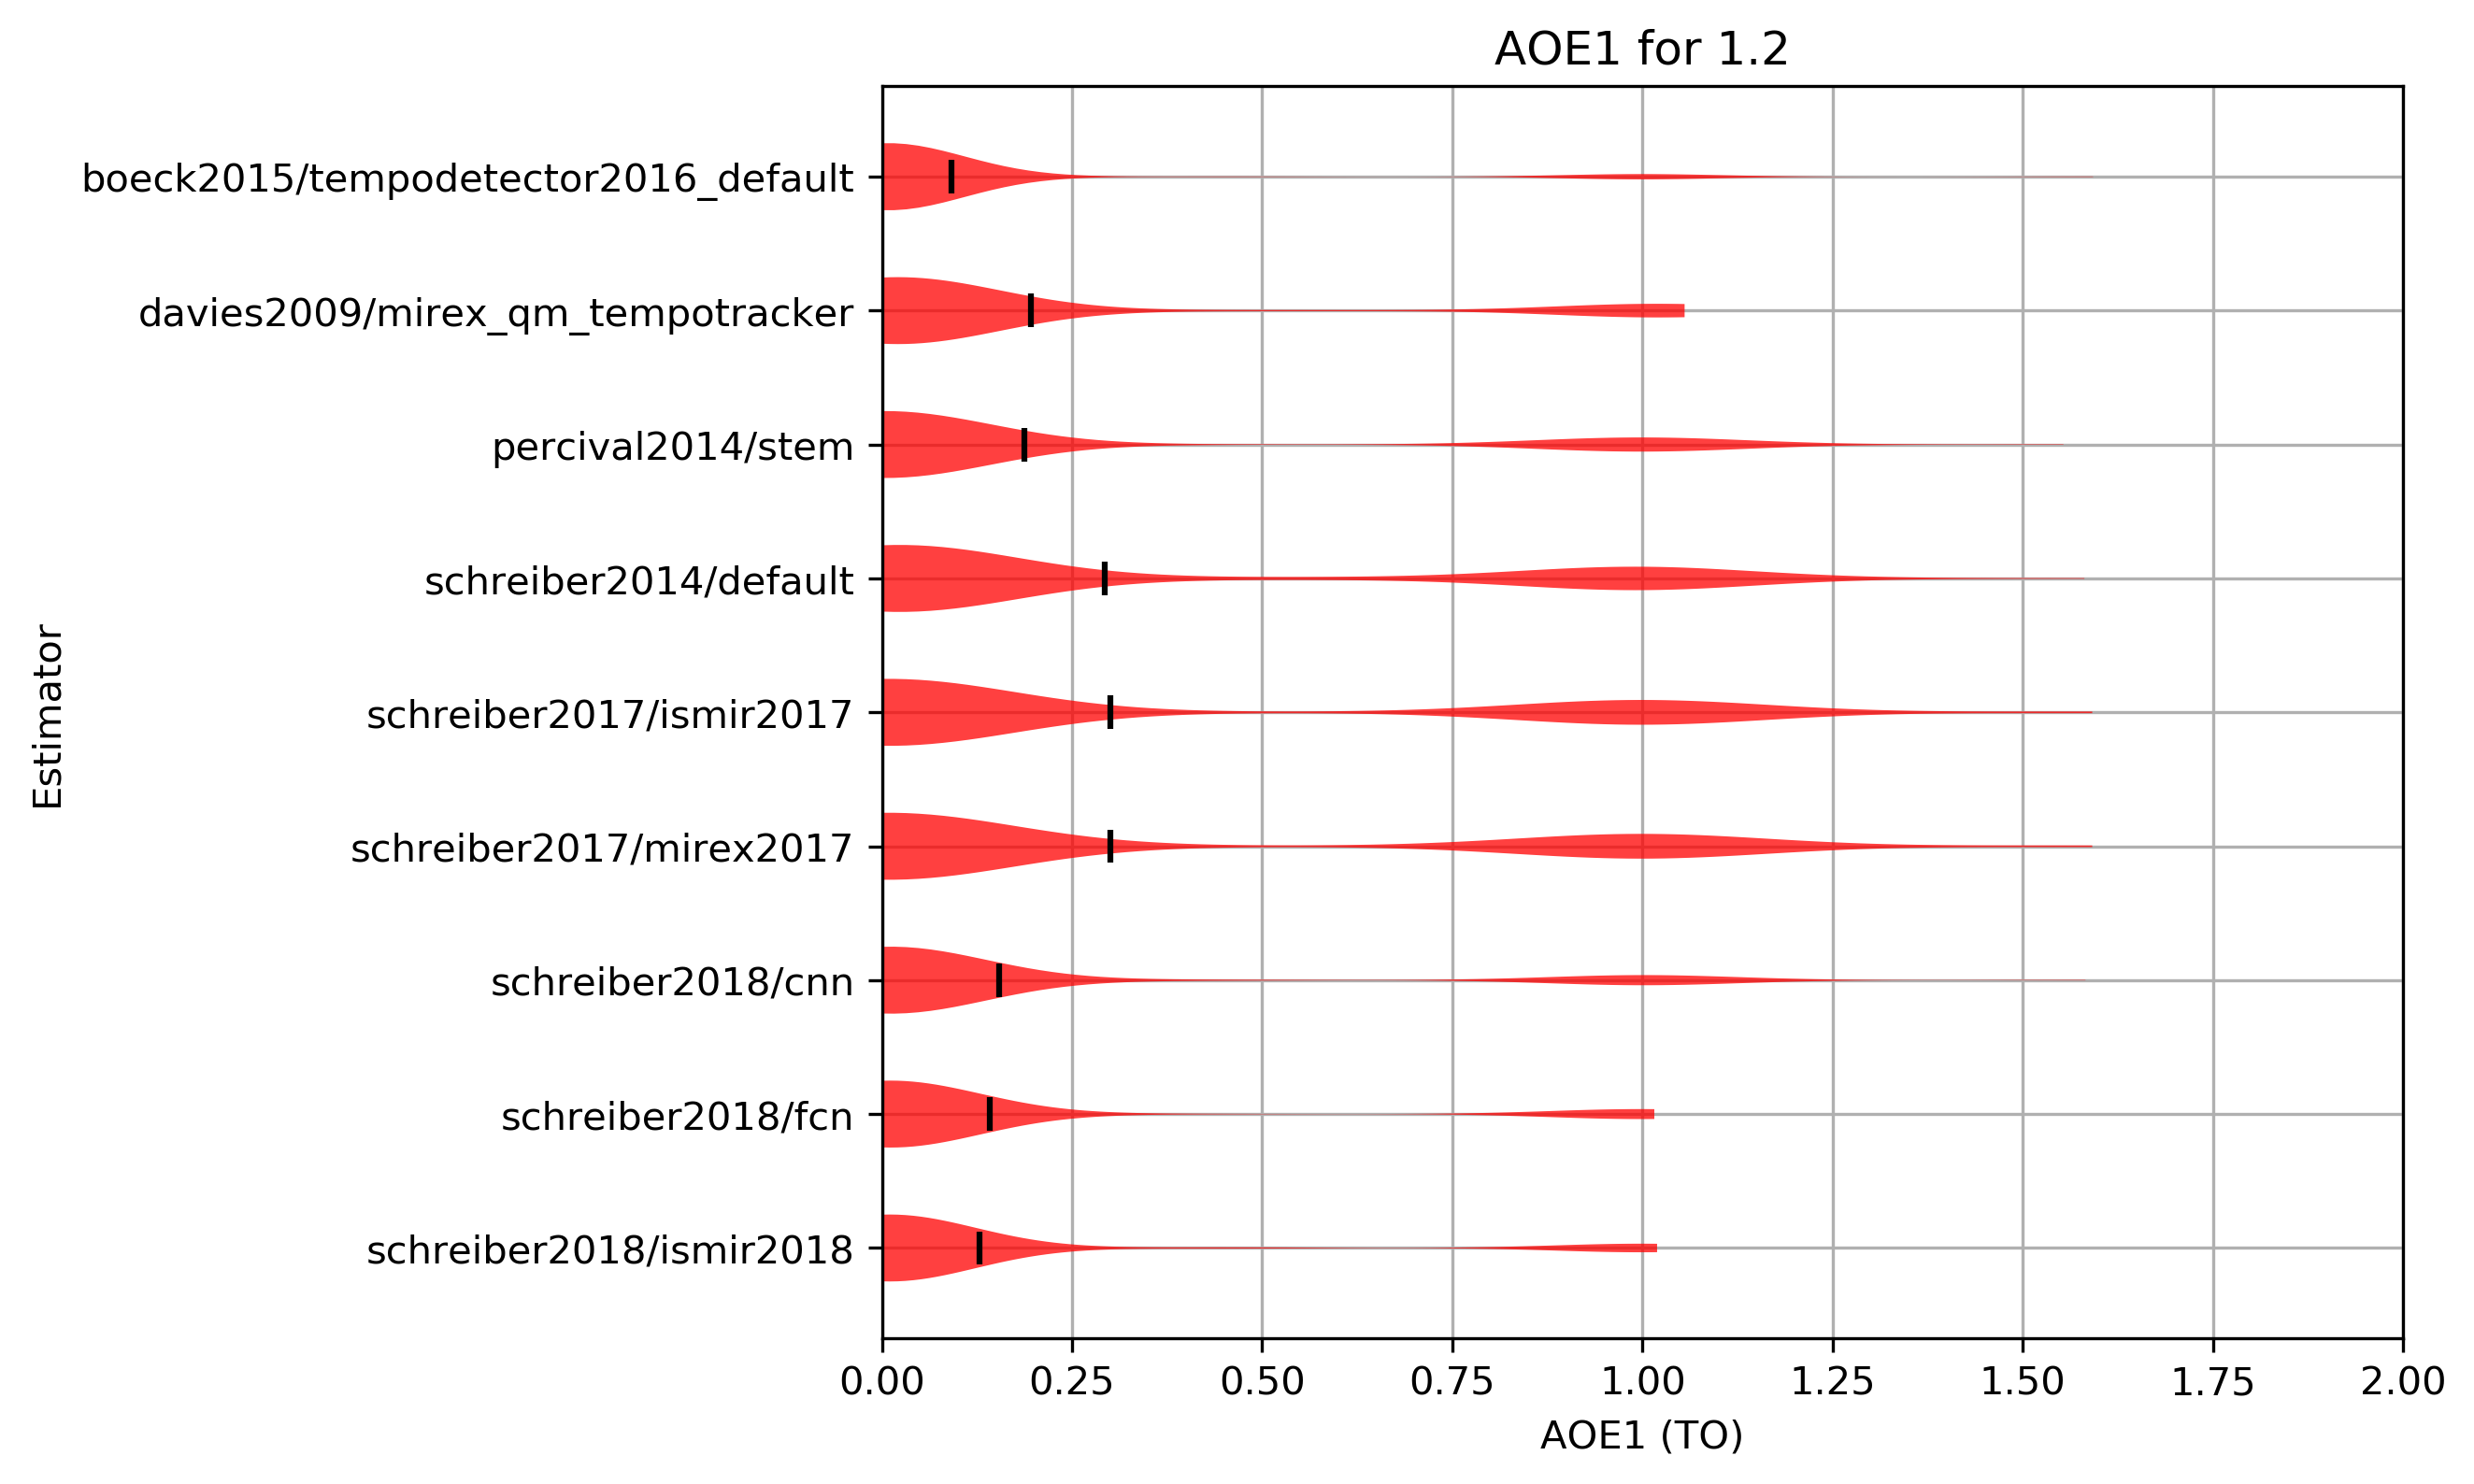 AOE1 for 1.2
boeck2015/tempodetector2016_default
davies2009/mirex_qm_tempotracker
percival2014/stem
schreiber2014/default
schreiber2017/ismir2017
schreiber2017/mirex2017
schreiber2018/cnn
schreiber2018/fcn
schreiber2018/ismir2018
Estimator
0.00 0.25 0.50 0.75 1.00 1.25 1.50 1.75 2.00
AOE1 (TO)